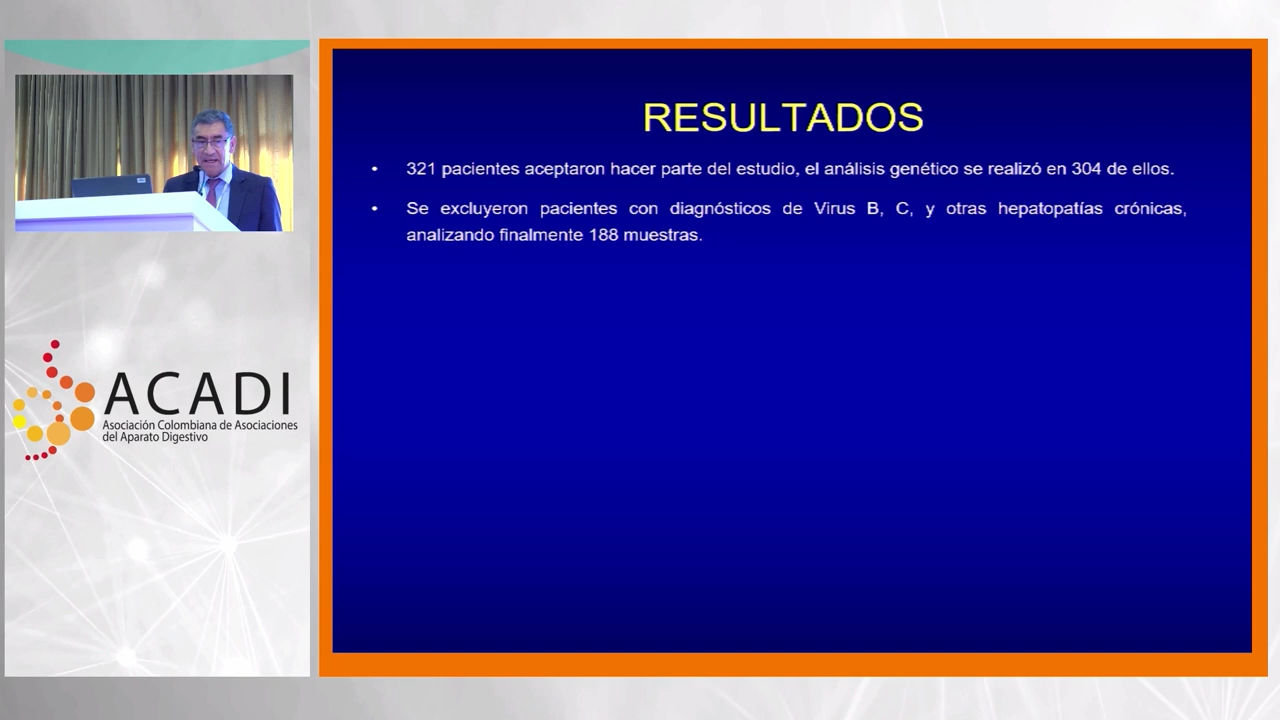 RESULTADOS
• 321 pacientes aceptaron hacer parte del estudio, el análisis genético se realizó en 304 de ellos.
• Se excluyeron pacientes con diagnósticos de Virus B, C, y otras hepatopatías crónicas,
analizando finalmente 188 muestras.
ACADI
Asociación Colombiana de Asociaciones
del Aparato Digestivo